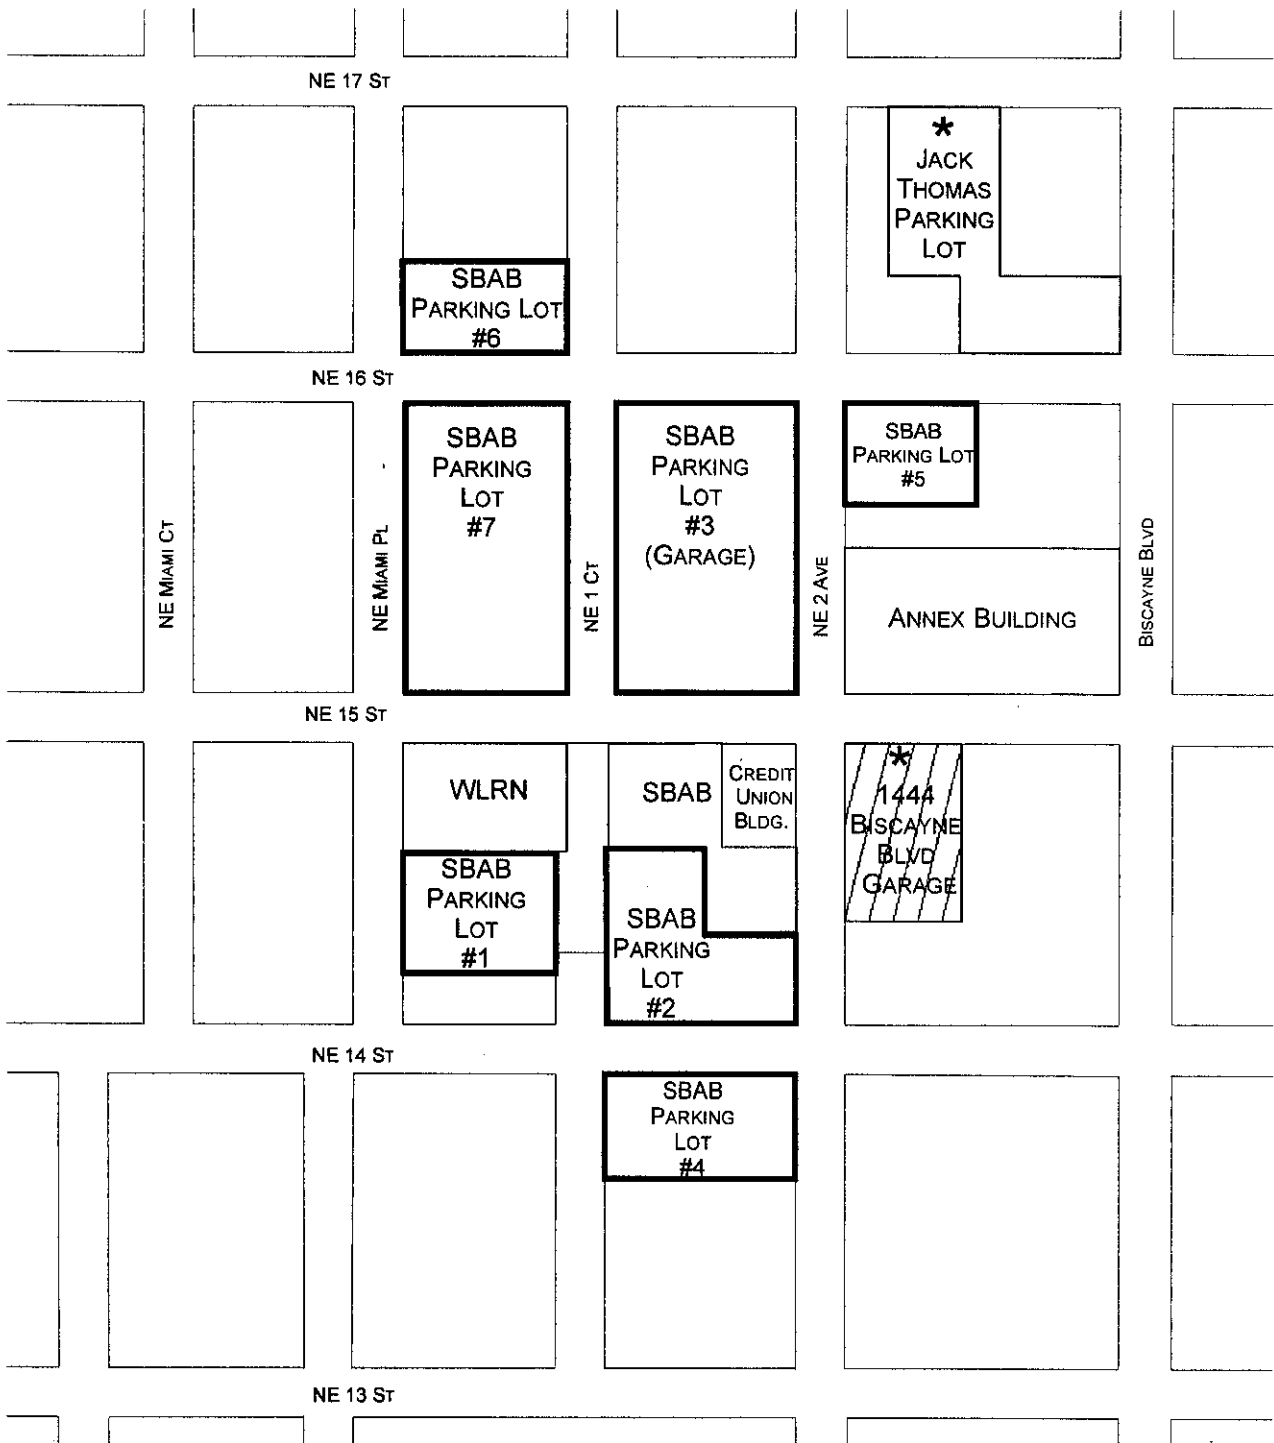 NE 17 ST
*
JACK
THOMAS
PARKING
LOT
SBAB
PARKING LOT
#6
NE 16 ST
SBAB
PARKING
LOT
#7
SBAB
PARKING
LOT
#3
(GARAGE)
SBAB
PARKING LOT
#5
NE MIAMI CT
NE MIAMI PL
NE 1 CT
NE 2 AVE
BISCAYNE BLVD
ANNEX BUILDING
NE 15 ST
WLRN
SBAB
CREDIT
UNION
BLDG.
*
1444
BISCAYNE
BLVD
GARAGE
SBAB
PARKING
LOT
#1
SBAB
PARKING
LOT
#2
NE 14 ST
SBAB
PARKING
LOT
#4
NE 13 ST